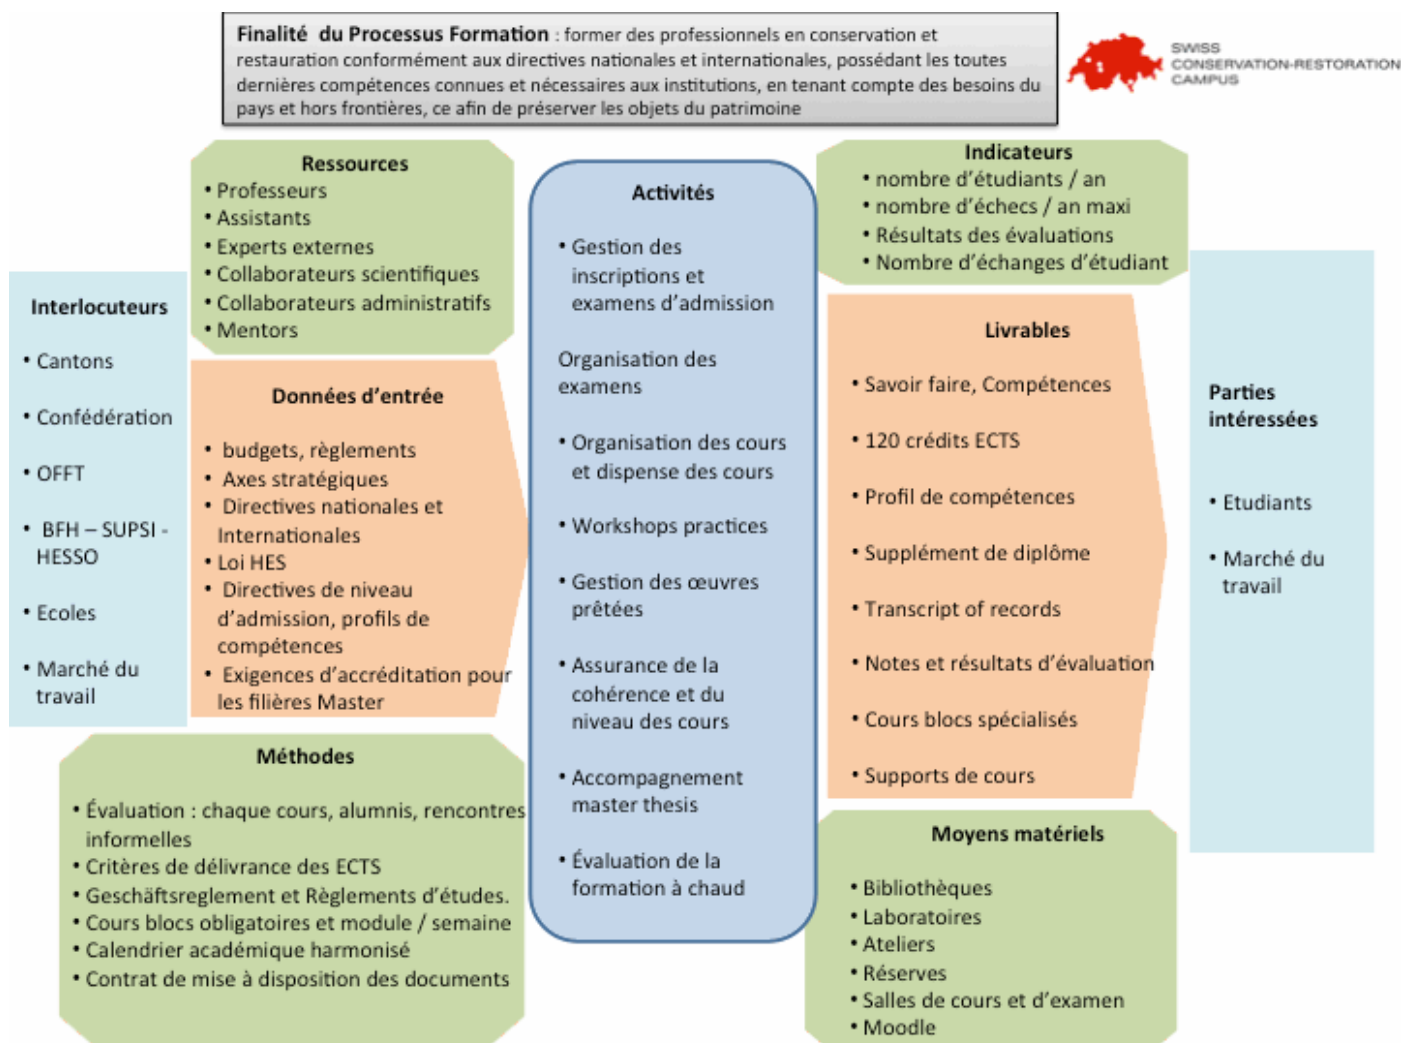 Finalité du Processus Formation : former des professionnels en conservation et
restauration conformément aux directives nationales et internationales, possédant les toutes
dernières compétences connues et nécessaires aux institutions, en tenant compte des besoins du
pays et hors frontières, ce afin de préserver les objets du patrimoine
SWISS
CONSERVATION-RESTORATION
CAMPUS
Interlocuteurs
• Cantons
• Confédération
• OFFT
• BFH – SUPSI -
HESSO
• Ecoles
• Marché du
travail
Ressources
• Professeurs
• Assistants
• Experts externes
• Collaborateurs scientifiques
• Collaborateurs administratifs
• Mentors
Données d'entrée
• budgets, règlements
• Axes stratégiques
• Directives nationales et
Internationales
• Loi HES
• Directives de niveau
d'admission, profils de
compétences
• Exigences d'accréditation pour
les filières Master
Méthodes
• Évaluation : chaque cours, alumnis, rencontres
informelles
• Critères de délivrance des ECTS
• Geschäftsreglement et Règlements d'études.
• Cours blocs obligatoires et module / semaine
• Calendrier académique harmonisé
• Contrat de mise à disposition des documents
Activités
• Gestion des
inscriptions et
examens d'admission
Organisation des
examens
• Organisation des cours
et dispense des cours
• Workshops practices
• Gestion des œuvres
prêtées
• Assurance de la
cohérence et du
niveau des cours
• Accompagnement
master thesis
• Évaluation de la
formation à chaud
Indicateurs
• nombre d'étudiants / an
• nombre d'échecs / an maxi
• Résultats des évaluations
• Nombre d'échanges d'étudiant
Livrables
• Savoir faire, Compétences
• 120 crédits ECTS
• Profil de compétences
• Supplément de diplôme
• Transcript of records
• Notes et résultats d'évaluation
• Cours blocs spécialisés
• Supports de cours
Moyens matériels
• Bibliothèques
• Laboratoires
• Ateliers
• Réserves
• Salles de cours et d'examen
• Moodle
Parties
intéressées
• Etudiants
• Marché du
travail